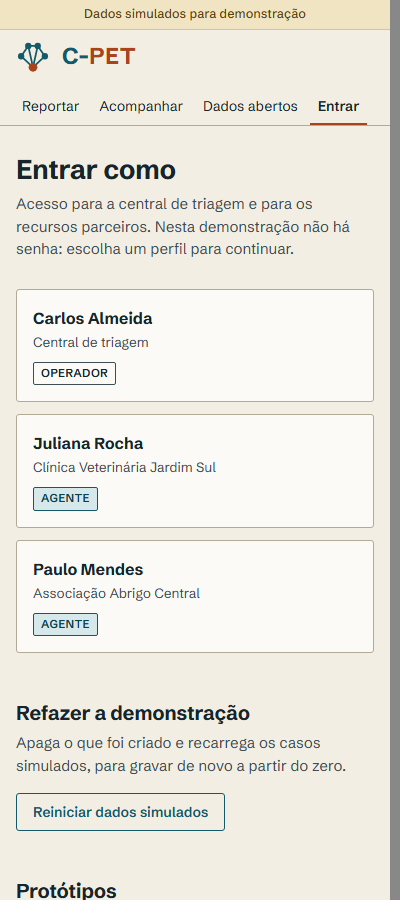 Dados simulados para demonstração
C-PET
Reportar Acompanhar Dados abertos Entrar
Entrar como
Acesso para a central de triagem e para os
recursos parceiros. Nesta demonstração não há
senha: escolha um perfil para continuar.
Carlos Almeida
Central de triagem
OPERADOR
Juliana Rocha
Clínica Veterinária Jardim Sul
AGENTE
Paulo Mendes
Associação Abrigo Central
AGENTE
Refazer a demonstração
Apaga o que foi criado e recarrega os casos
simulados, para gravar de novo a partir do zero.
Reiniciar dados simulados
Protótipos